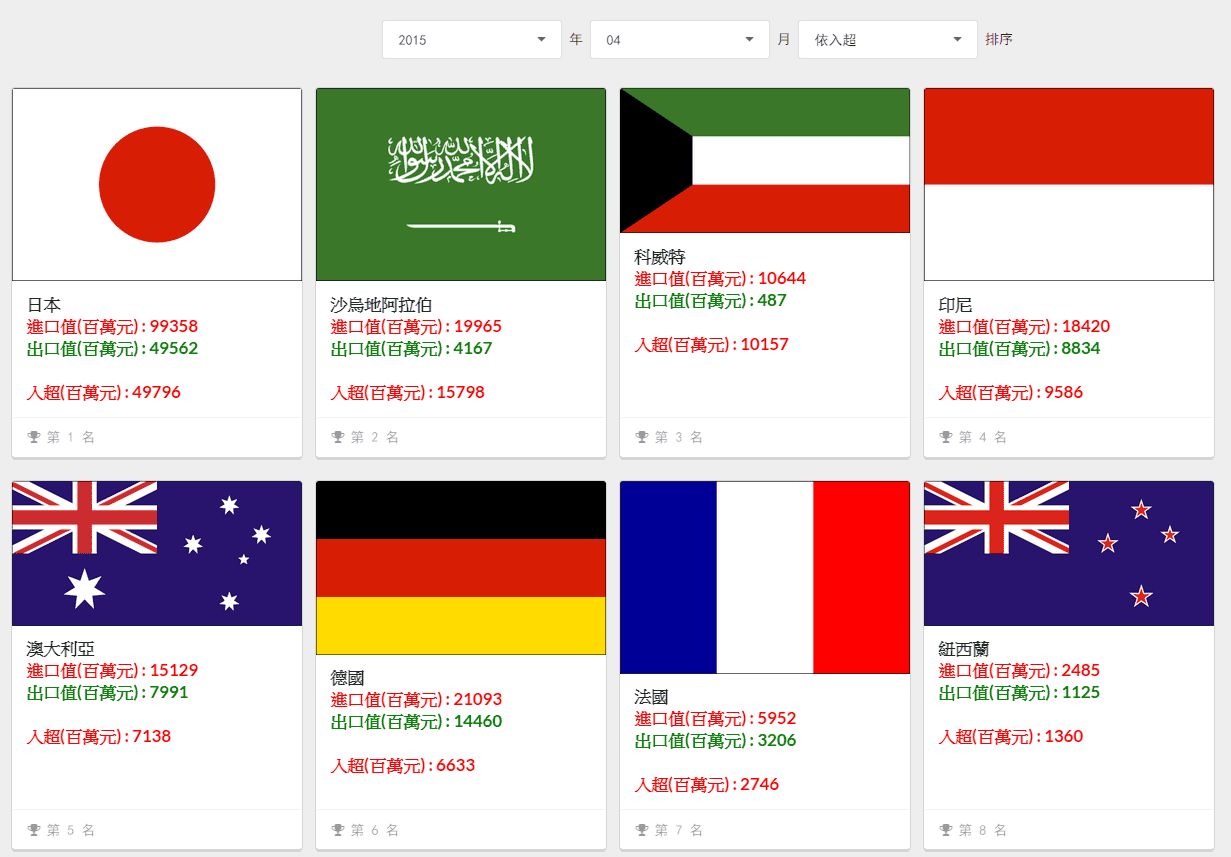 2015 年 04 月 依入超 排序
لا إله إلا الله محمد رسول الله
日本
進口值(百萬元) : 99358
出口值(百萬元) : 49562
入超(百萬元) : 49796
第 1 名
沙烏地阿拉伯
進口值(百萬元) : 19965
出口值(百萬元) : 4167
入超(百萬元) : 15798
第 2 名
科威特
進口值(百萬元) : 10644
出口值(百萬元) : 487
入超(百萬元) : 10157
第 3 名
印尼
進口值(百萬元) : 18420
出口值(百萬元) : 8834
入超(百萬元) : 9586
第 4 名
澳大利亞
進口值(百萬元) : 15129
出口值(百萬元) : 7991
入超(百萬元) : 7138
第 5 名
德國
進口值(百萬元) : 21093
出口值(百萬元) : 14460
入超(百萬元) : 6633
第 6 名
法國
進口值(百萬元) : 5952
出口值(百萬元) : 3206
入超(百萬元) : 2746
第 7 名
紐西蘭
進口值(百萬元) : 2485
出口值(百萬元) : 1125
入超(百萬元) : 1360
第 8 名